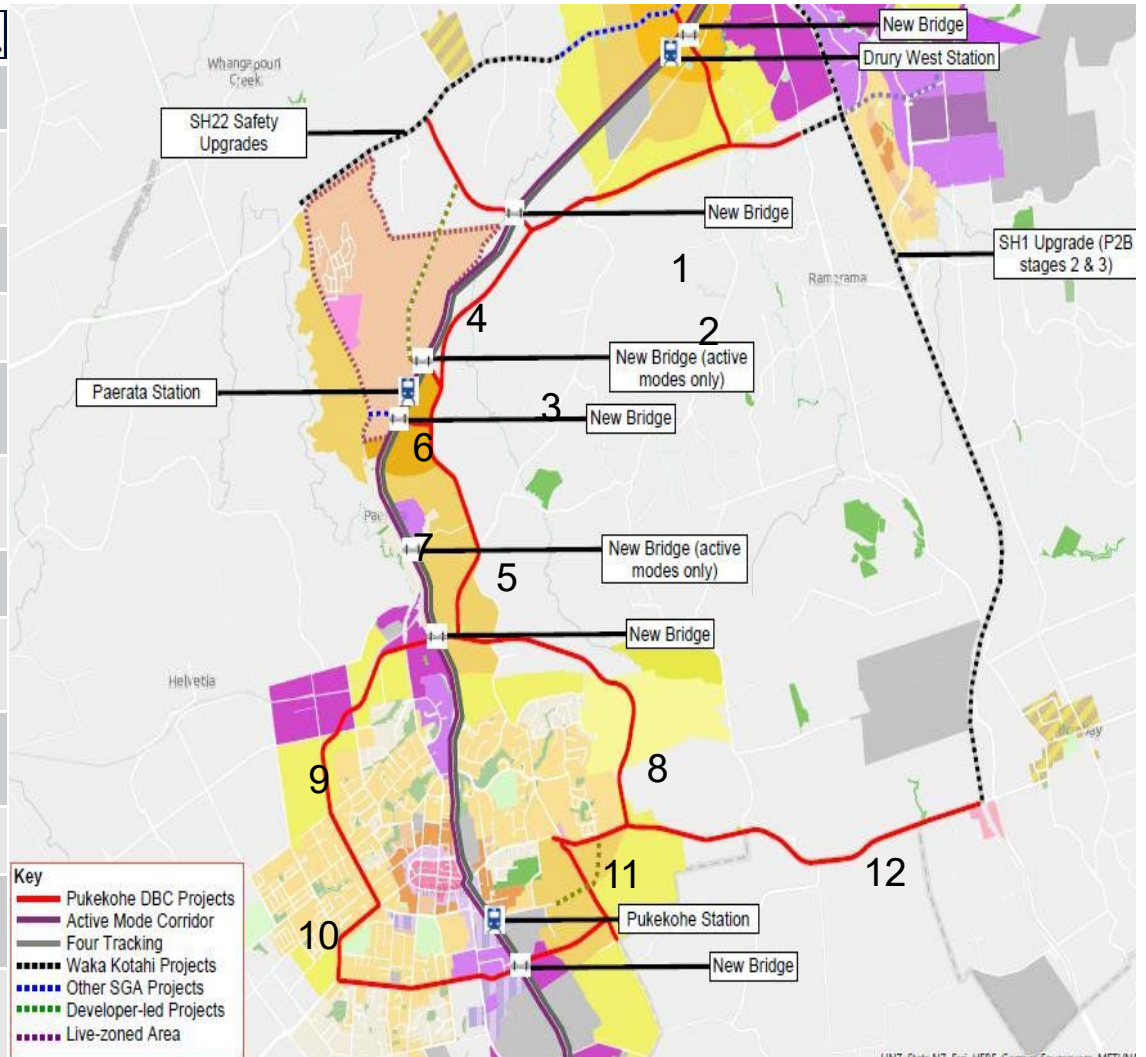 New Bridge
Whangapouri
Creek
Drury West Station
SH22 Safety
Upgrades
New Bridge
SH1 Upgrade (P2B
stages 2 & 3)
1
Ramarama
4
2
New Bridge (active
modes only)
Paerata Station
3
New Bridge
6
7
New Bridge (active
modes only)
5
New Bridge
Helvetia
8
9
12
11
Key
Pukekohe DBC Projects
Active Mode Corridor
Four Tracking
Waka Kotahi Projects
Other SGA Projects
Developer-led Projects
Live-zoned Area
10
Pukekohe Station
New Bridge